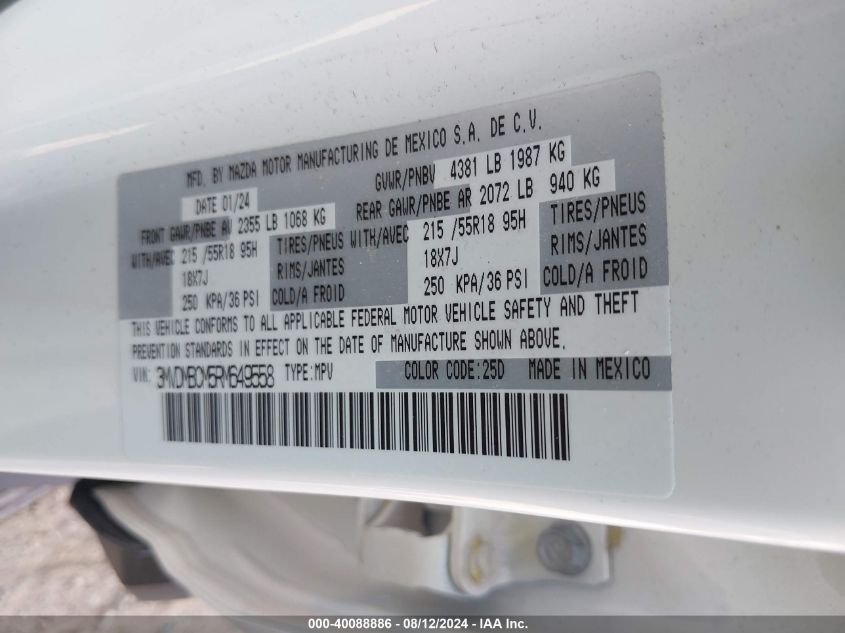 MFD. BY MAZDA MOTOR MANUFACTURING DE MEXICO S.A. DE C.V.
DATE 01/24 GVWR/PNBV 4381 LB 1987 KG
FRONT GAWR/PNBE AV 2355 LB 1068 KG REAR GAWR/PNBE AR 2072 LB 940 KG
WITH/AVEC 215 /55R18 95H TIRES/PNEUS WITH/AVEC 215 /55R18 95H TIRES/PNEUS
18X7J RIMS/JANTES 18X7J RIMS/JANTES
250 KPA/36 PSI COLD/A FROID 250 KPA/36 PSI COLD/A FROID
THIS VEHICLE CONFORMS TO ALL APPLICABLE FEDERAL MOTOR VEHICLE SAFETY AND THEFT
PREVENTION STANDARDS IN EFFECT ON THE DATE OF MANUFACTURE SHOWN ABOVE.
VIN: 3MVDMBCM5RM649558 TYPE:MPV COLOR CODE:25D MADE IN MEXICO
000-40088886 - 08/12/2024 - IAA Inc.